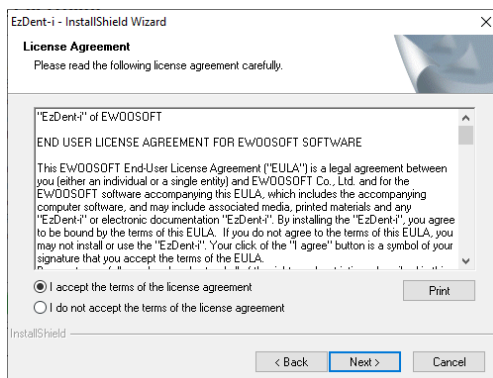 EzDent-i - InstallShield Wizard
License Agreement
Please read the following license agreement carefully.
"EzDent-i" of EWOOSOFT
END USER LICENSE AGREEMENT FOR EWOOSOFT SOFTWARE
This EWOOSOFT End-User License Agreement ("EULA") is a legal agreement between
you (either an individual or a single entity) and EWOOSOFT Co., Ltd. and for the
EWOOSOFT software accompanying this EULA, which includes the accompanying
computer software, and may include associated media, printed materials and any
"EzDent-i" or electronic documentation "EzDent-i". By installing the "EzDent-i", you agree
to be bound by the terms of this EULA. If you do not agree to the terms of this EULA, you
may not install or use the "EzDent-i". Your click of the "I agree" button is a symbol of your
signature that you accept the terms of the EULA.
I accept the terms of the license agreement
Print
I do not accept the terms of the license agreement
InstallShield
< Back
Next >
Cancel